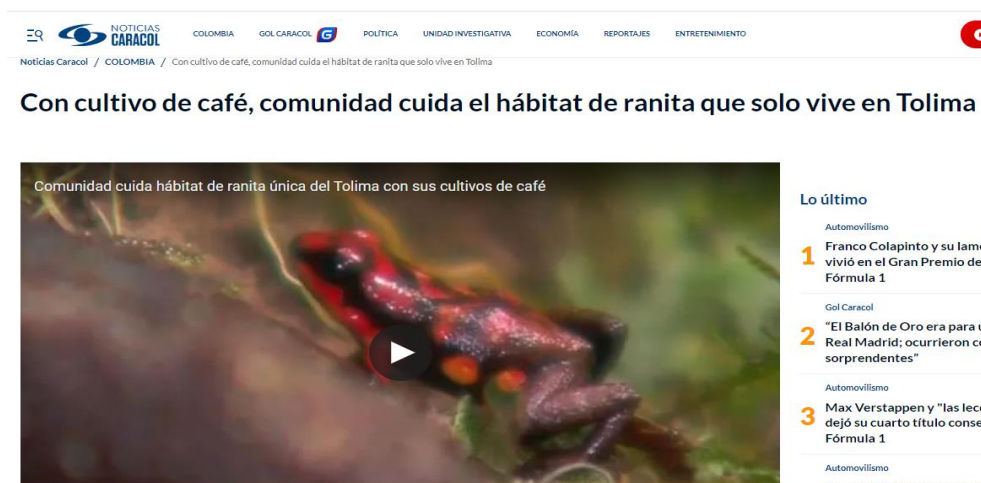 NOTICIAS
CARACOL
COLOMBIA
GOL CARACOL
G
POLÍTICA
UNIDAD INVESTIGATIVA
ECONOMÍA
REPORTAJES
ENTRETENIMIENTO
Noticias Caracol / COLOMBIA / Con cultivo de café, comunidad cuida el hábitat de ranita que solo vive en Tolima
Con cultivo de café, comunidad cuida el hábitat de ranita que solo vive en Tolima
Comunidad cuida hábitat de ranita única del Tolima con sus cultivos de café
Lo último
Automovilismo
1
Franco Colapinto y su
vivió en el Gran Premio de
Fórmula 1
Gol Caracol
2
“El Balón de Oro era para
Real Madrid; ocurrieron
sorprendentes”
Automovilismo
3
Max Verstappen y "las
dejó su cuarto título
Fórmula 1
Automovilismo